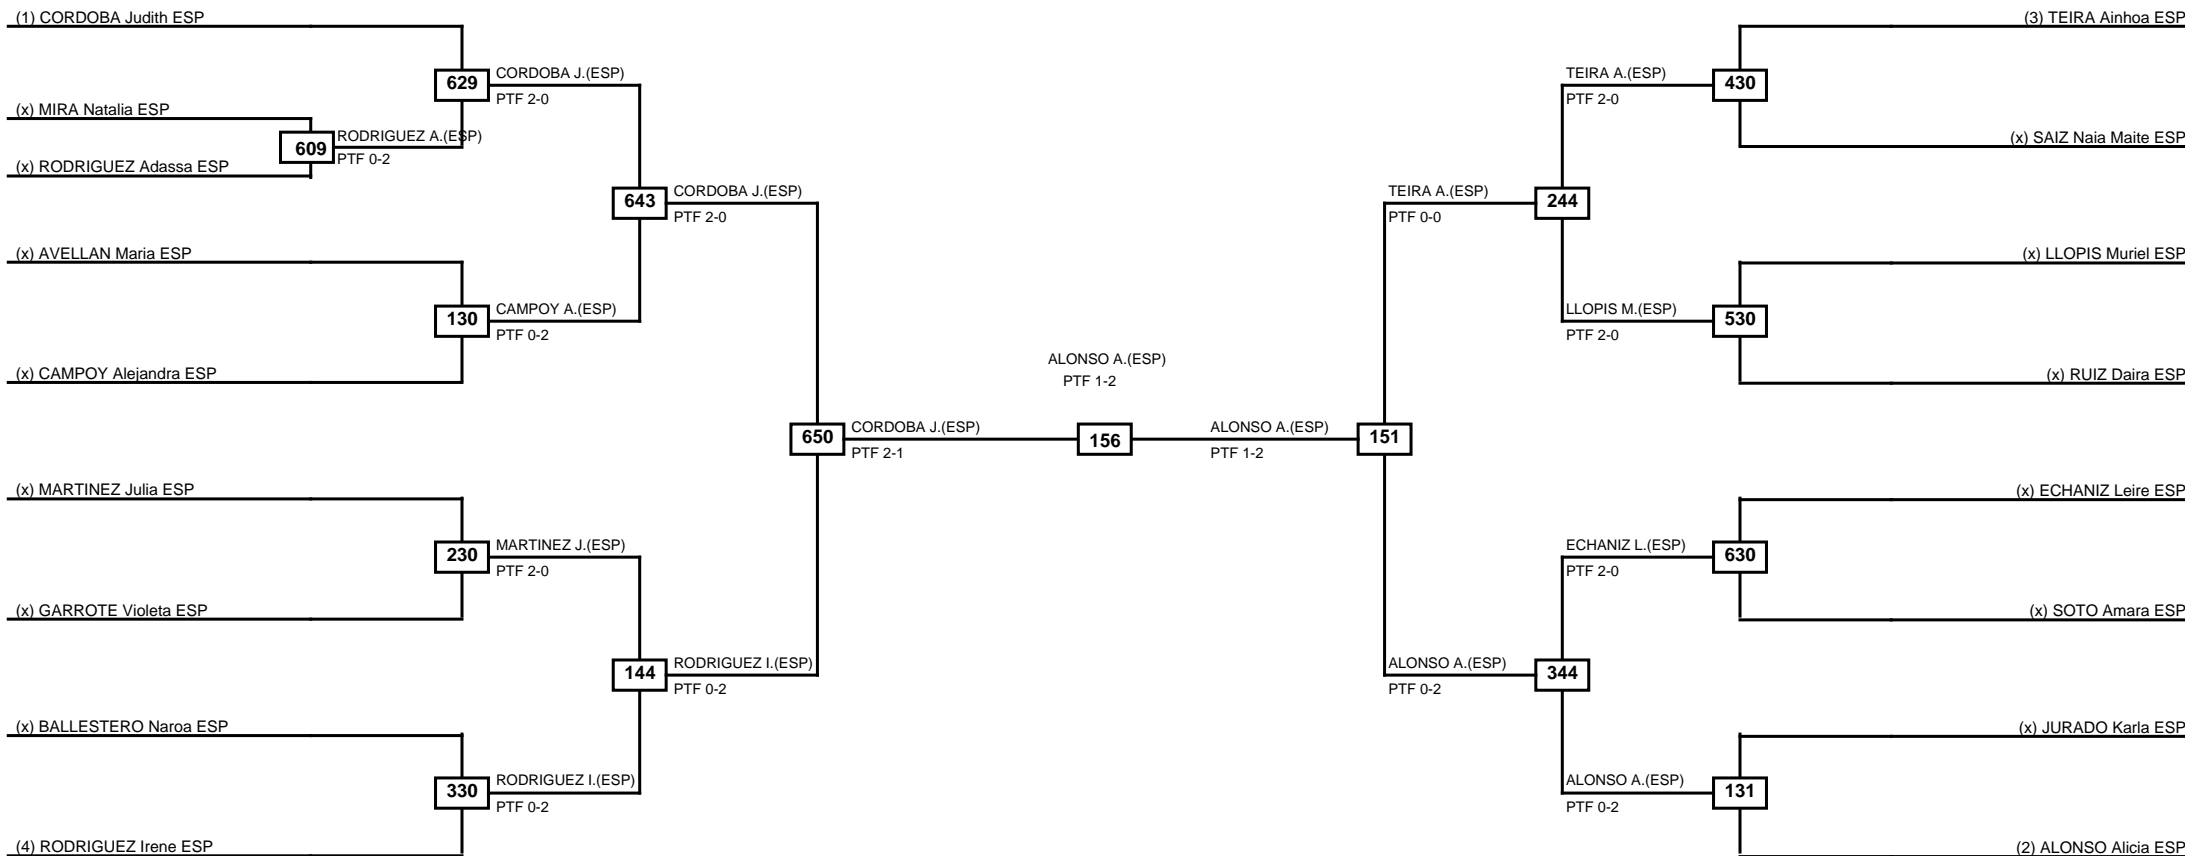 (1) CORDOBA Judith ESP
(3) TEIRA Ainhoa ESP
629
CORDOBA J.(ESP)
PTF 2-0
TEIRA A.(ESP)
PTF 2-0
430
(x) MIRA Natalia ESP
609
RODRIGUEZ A.(ESP)
PTF 0-2
(x) RODRIGUEZ Adassa ESP
(x) SAIZ Naia Maite ESP
643
CORDOBA J.(ESP)
PTF 2-0
TEIRA A.(ESP)
PTF 0-0
244
(x) AVELLAN Maria ESP
(x) LLOPIS Muriel ESP
130
CAMPOY A.(ESP)
PTF 0-2
LLOPIS M.(ESP)
PTF 2-0
530
(x) CAMPOY Alejandra ESP
(x) RUIZ Daira ESP
ALONSO A.(ESP)
PTF 1-2
650
CORDOBA J.(ESP)
PTF 2-1
156
ALONSO A.(ESP)
PTF 1-2
151
(x) MARTINEZ Julia ESP
(x) ECHANIZ Leire ESP
230
MARTINEZ J.(ESP)
PTF 2-0
ECHANIZ L.(ESP)
PTF 2-0
630
(x) GARROTE Violeta ESP
(x) SOTO Amara ESP
144
RODRIGUEZ I.(ESP)
PTF 0-2
ALONSO A.(ESP)
PTF 0-2
344
(x) BALLESTERO Naroa ESP
(x) JURADO Karla ESP
330
RODRIGUEZ I.(ESP)
PTF 0-2
ALONSO A.(ESP)
PTF 0-2
131
(4) RODRIGUEZ Irene ESP
(2) ALONSO Alicia ESP